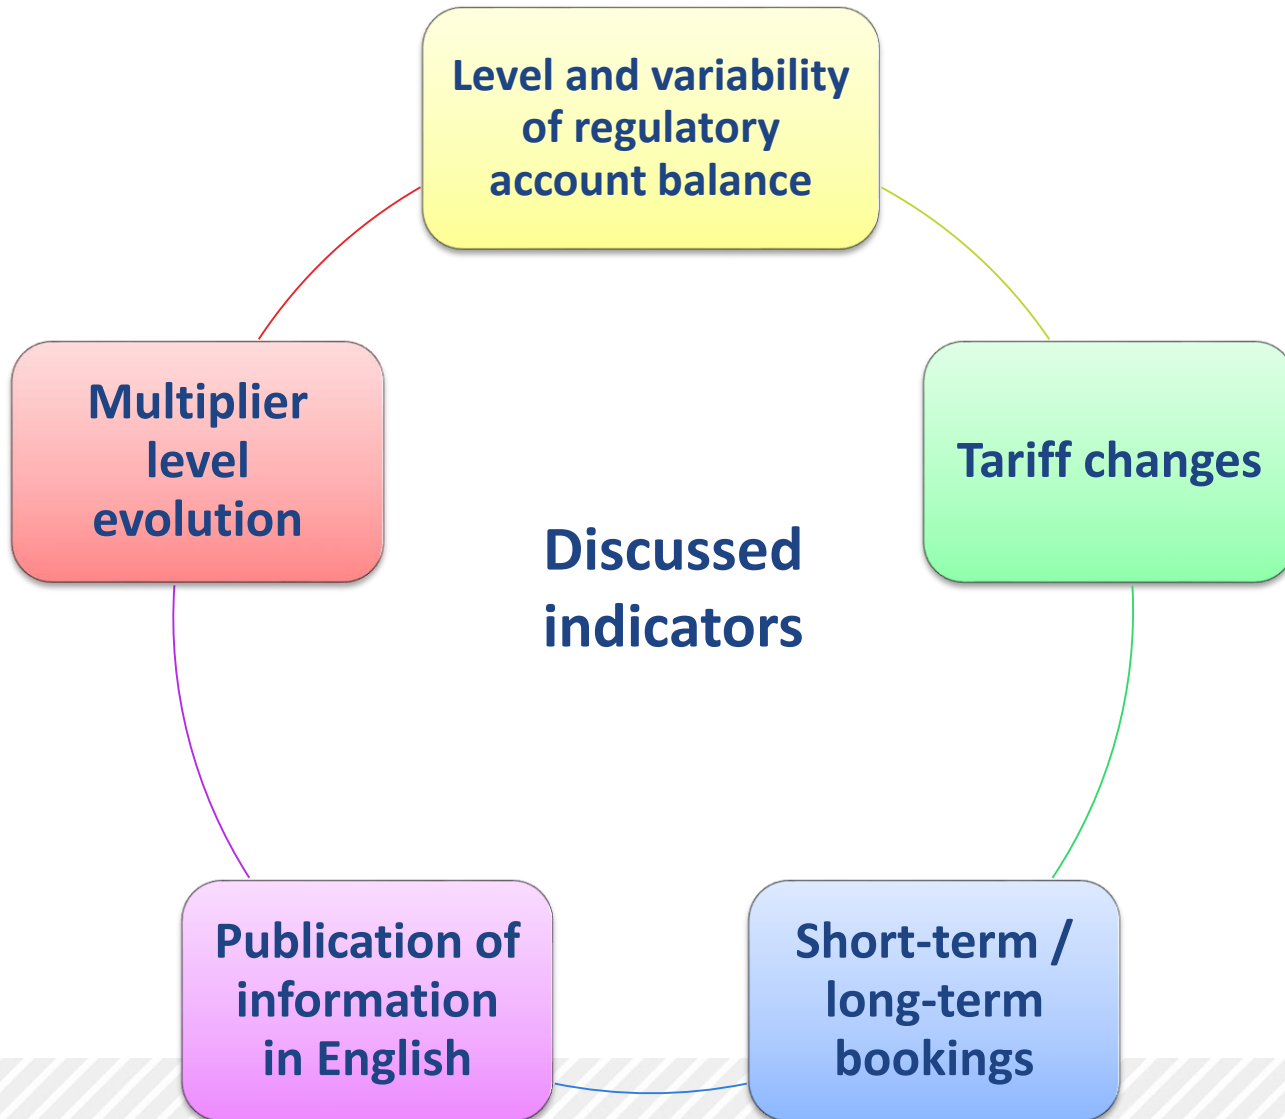 Level and variability
of regulatory
account balance
Multiplier
level
evolution
Tariff changes
Discussed
indicators
Publication of
information
in English
Short-term /
long-term
bookings